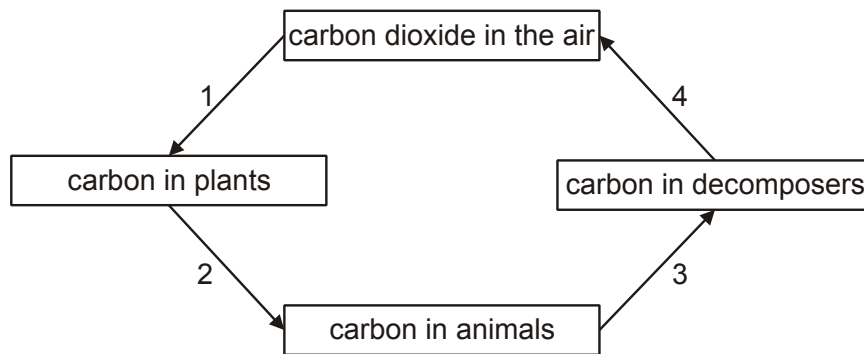 carbon dioxide in the air
1
4
carbon in plants
carbon in decomposers
2
3
carbon in animals